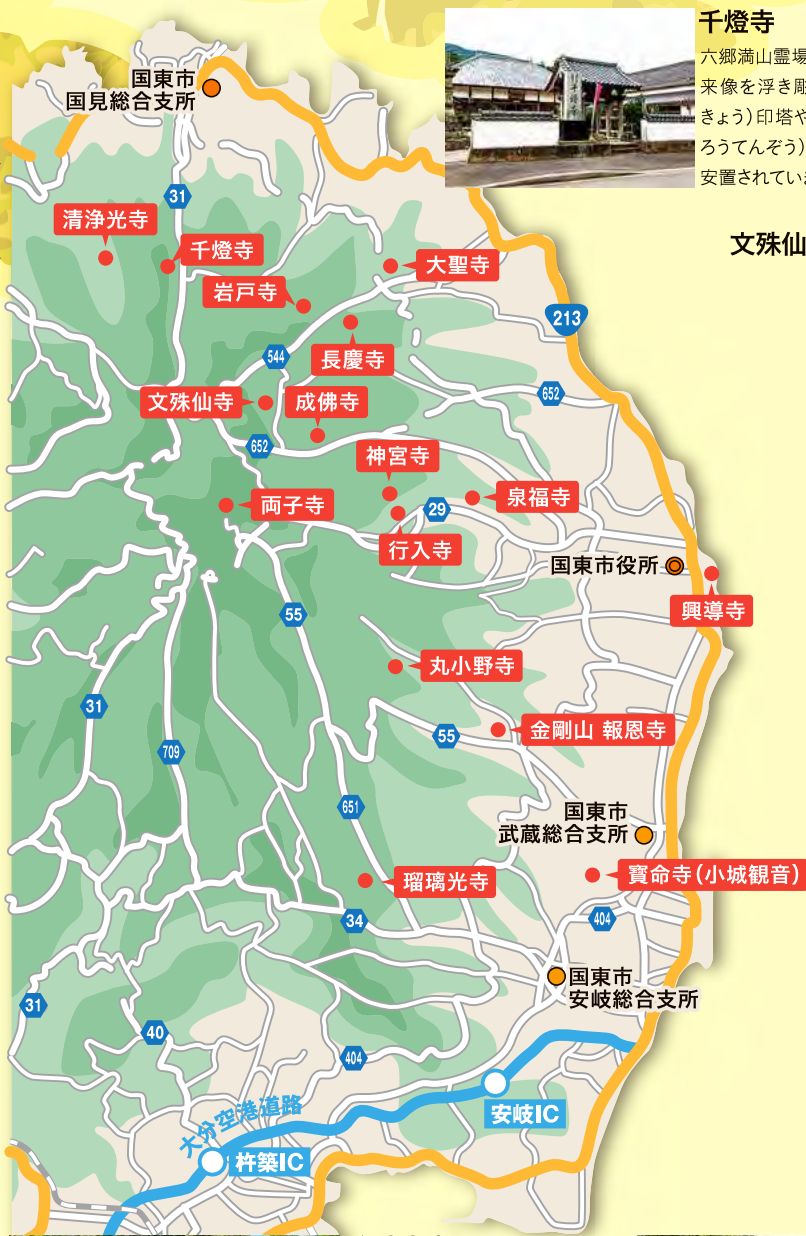 千燈寺
六郷満山霊場
来像を浮き彫
きょう)印塔や
ろうてんぞう)
安置されていま
文殊仙
国東市
国見総合支所
31
清浄光寺
千燈寺
大聖寺
岩戸寺
213
長慶寺
544
652
文殊仙寺
成佛寺
652
神宮寺
両子寺
29
泉福寺
行入寺
国東市役所
興導寺
55
丸小野寺
31
金剛山 報恩寺
55
709
651
国東市
武蔵総合支所
瑠璃光寺
寳命寺(小城観音)
34
404
国東市
安岐総合支所
31
40
404
大分空港道路
安岐IC
杵築IC